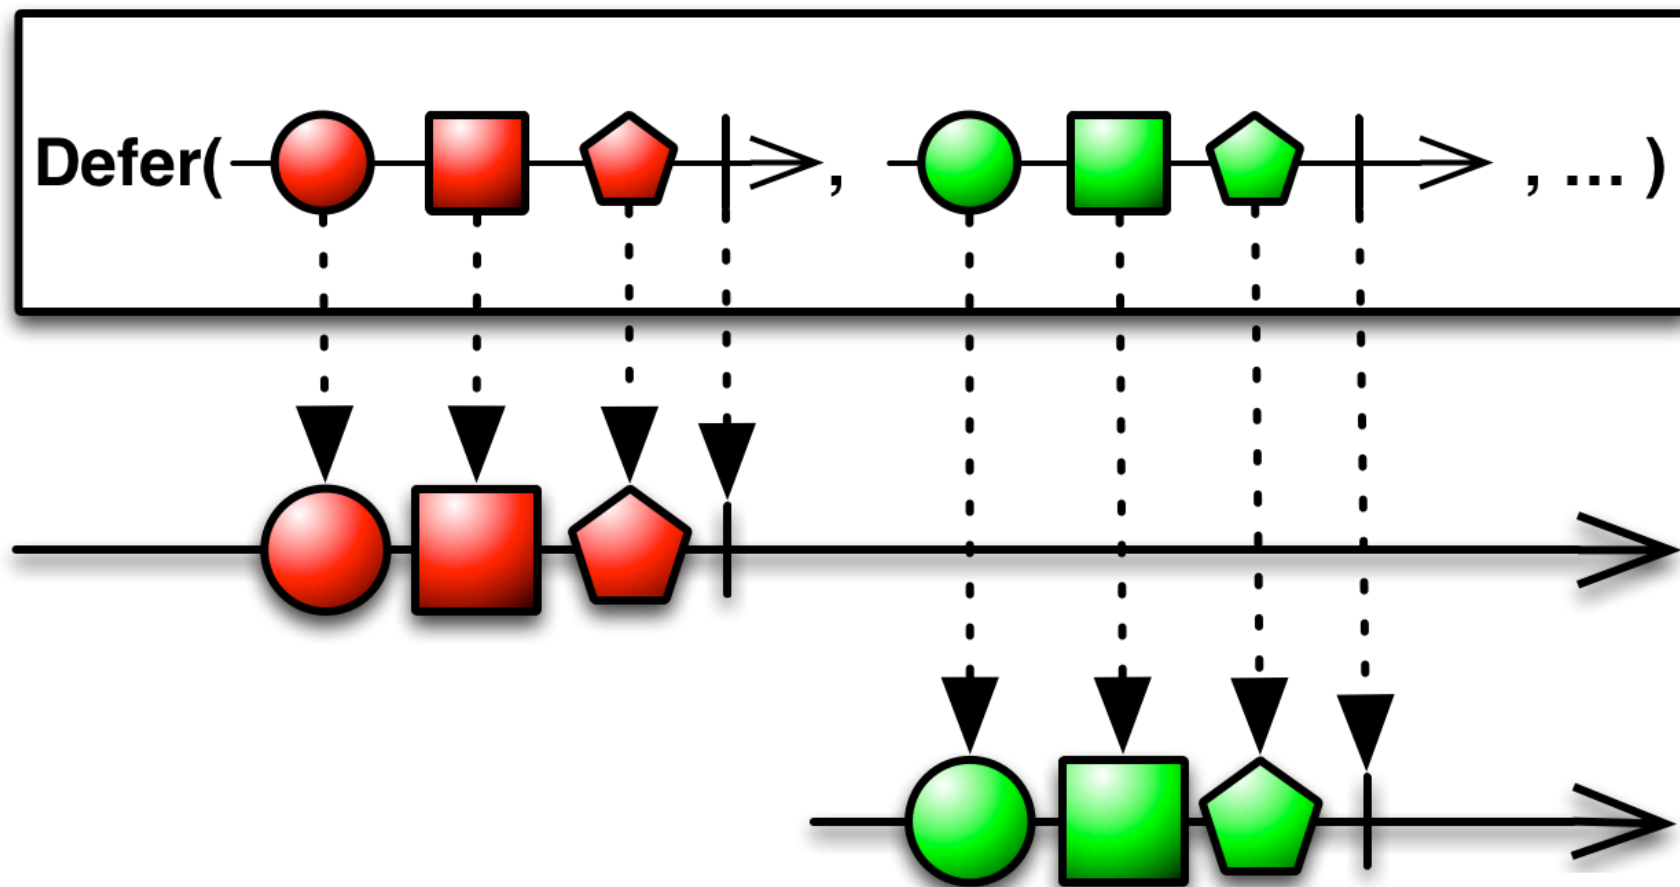 Defer( , , ... )